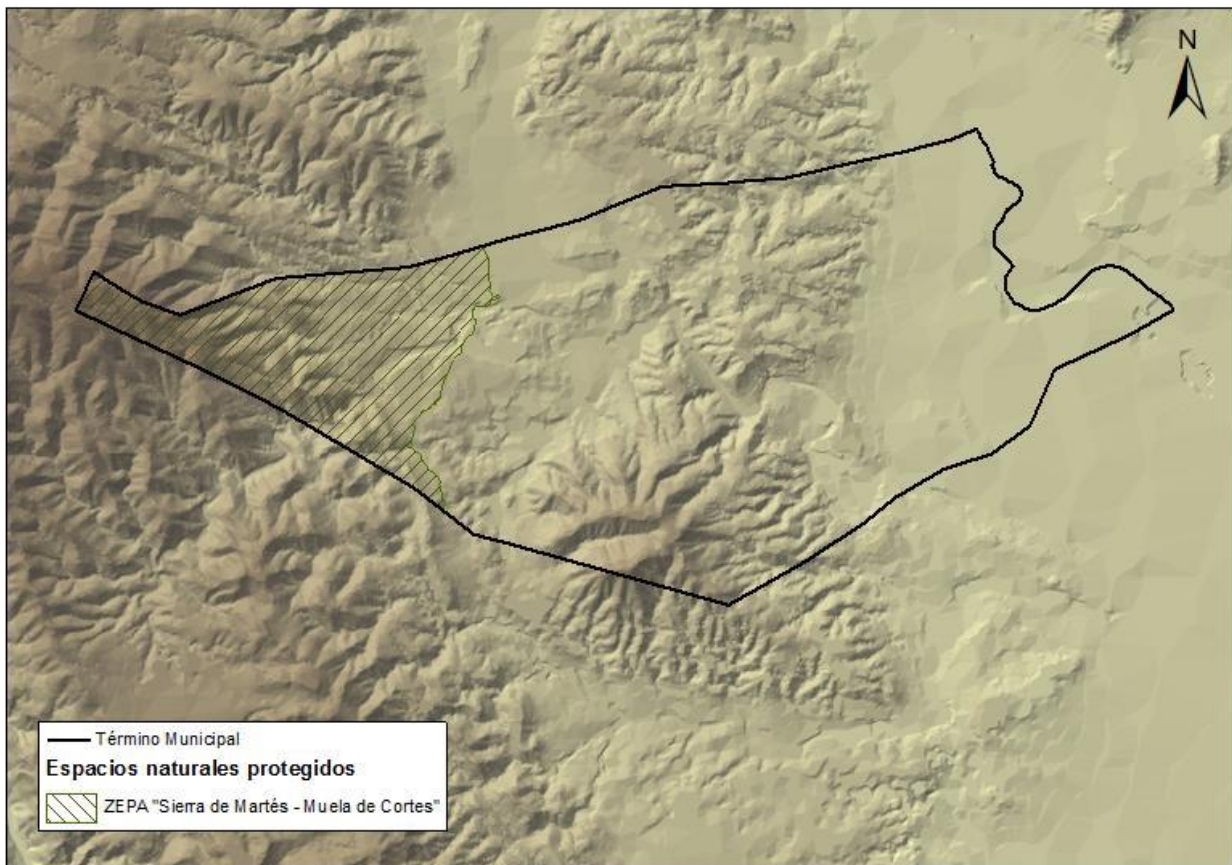 N
Término Municipal
Espacios naturales protegidos
ZEPA "Sierra de Martés - Muela de Cortes"